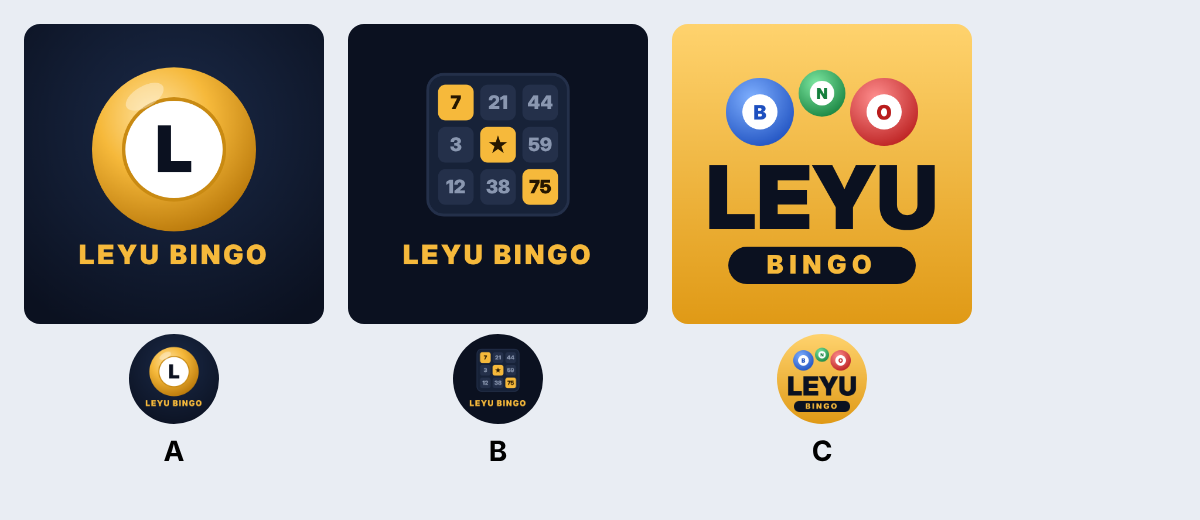 L
LEYU BINGO
7 21 44
3 ★ 59
12 38 75
LEYU BINGO
B N O
LEYU
BINGO
L
LEYU BINGO
7 21 44
3 ★ 59
12 38 75
LEYU BINGO
B N O
LEYU
BINGO
A
B
C